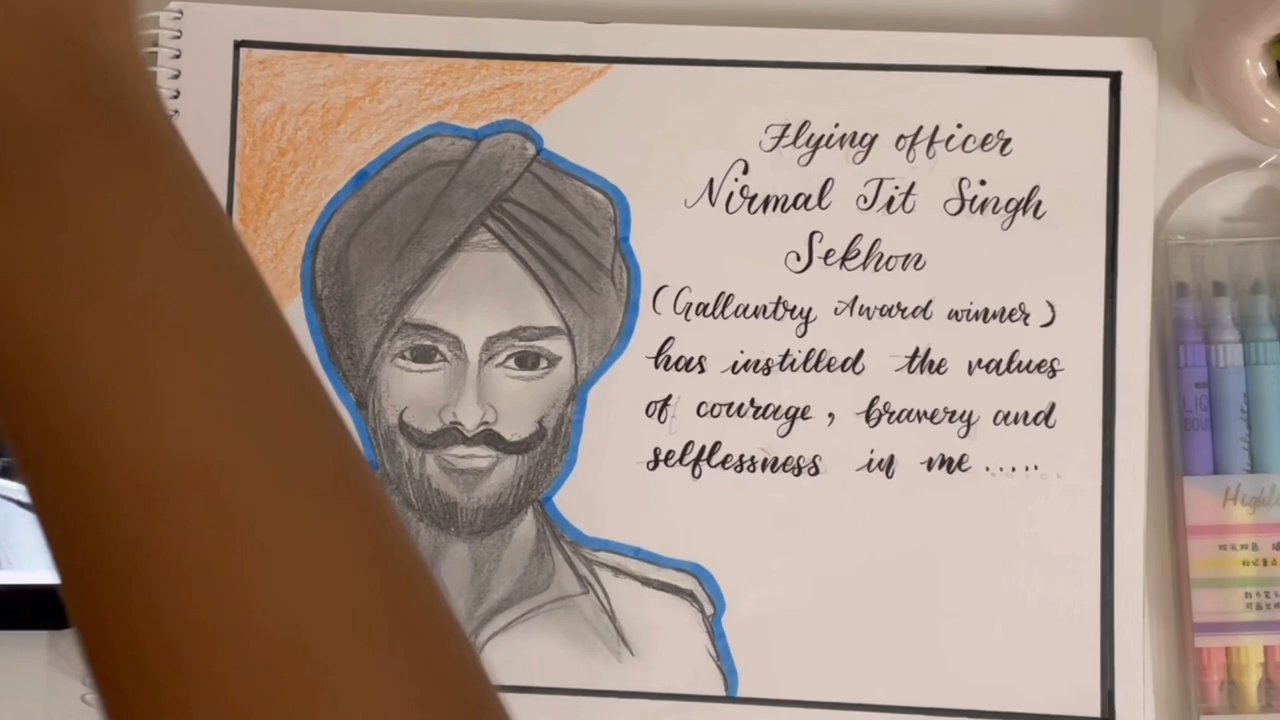 Flying officer
Nirmal Jit Singh
Sekhon
(Gallantry Award winner)
has instilled the values
of courage, bravery and
selflessness in me.....